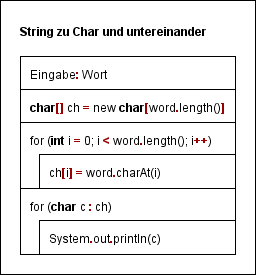 String zu Char und untereinander
Eingabe: Wort
char[] ch = new char[word.length()]
for (int i = 0; i < word.length(); i++)
ch[i] = word.charAt(i)
for (char c : ch)
System.out.println(c)